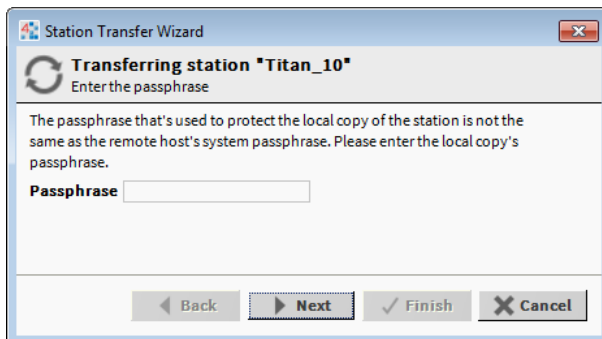 Station Transfer Wizard
Transferring station "Titan_10"
Enter the passphrase
The passphrase that's used to protect the local copy of the station is not the
same as the remote host's system passphrase. Please enter the local copy's
passphrase.
Passphrase
Back Next Finish Cancel